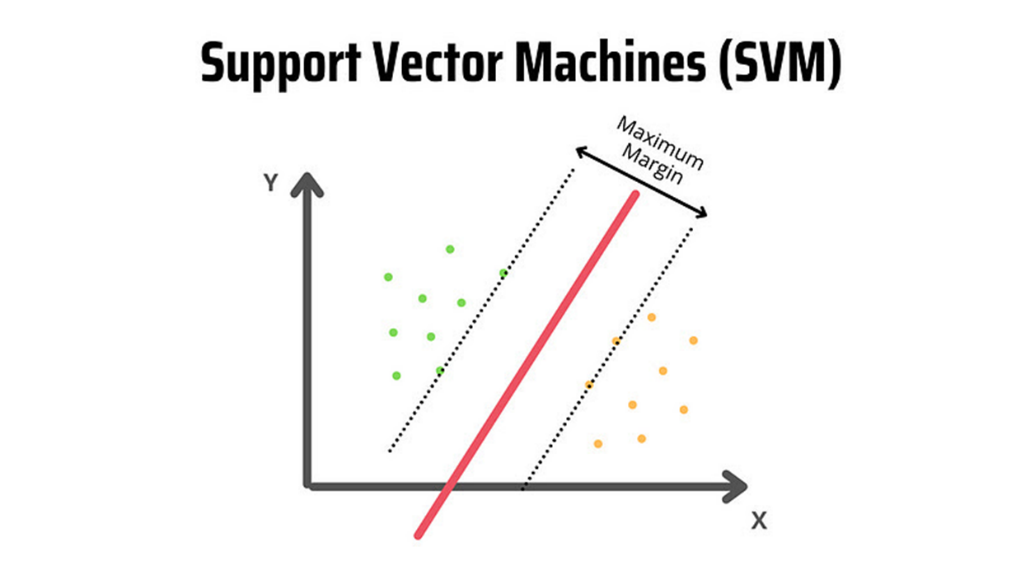 Support Vector Machines (SVM)
Maximum
Margin
Y
X